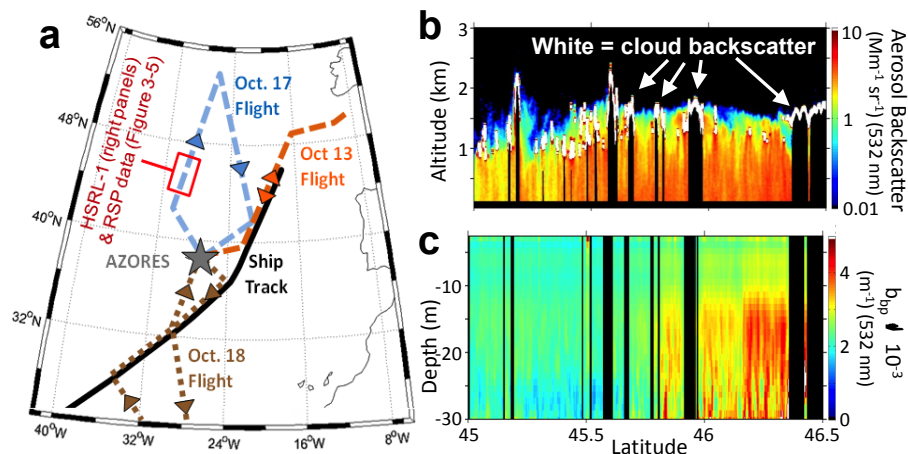 a
56°N
48°N
40°N
32°N
40°W
32°W
24°W
16°W
8°W
HSRL-1 (right panels)
& RSP data (Figure 3-5)
Oct. 17
Flight
Oct 13
Flight
AZORES
Ship
Track
Oct. 18
Flight
b
White = cloud backscatter
Altitude (km)
3
2
1
10
1
0.01
Aerosol Backscatter
(Mm-1 sr-1) (532 nm)
c
Depth (m)
-10
-20
-30
45
45.5
46
46.5
Latitude
4
2
0
bbp 10-3
(m-1) (532 nm)